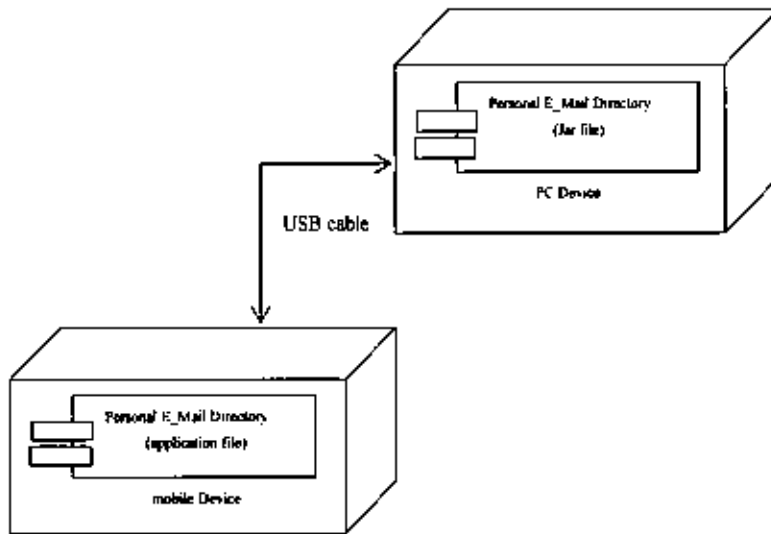 Personal E_Mail Directory
(Jar file)
PC Device
USB cable
Personal E_Mail Directory
(application file)
mobile Device